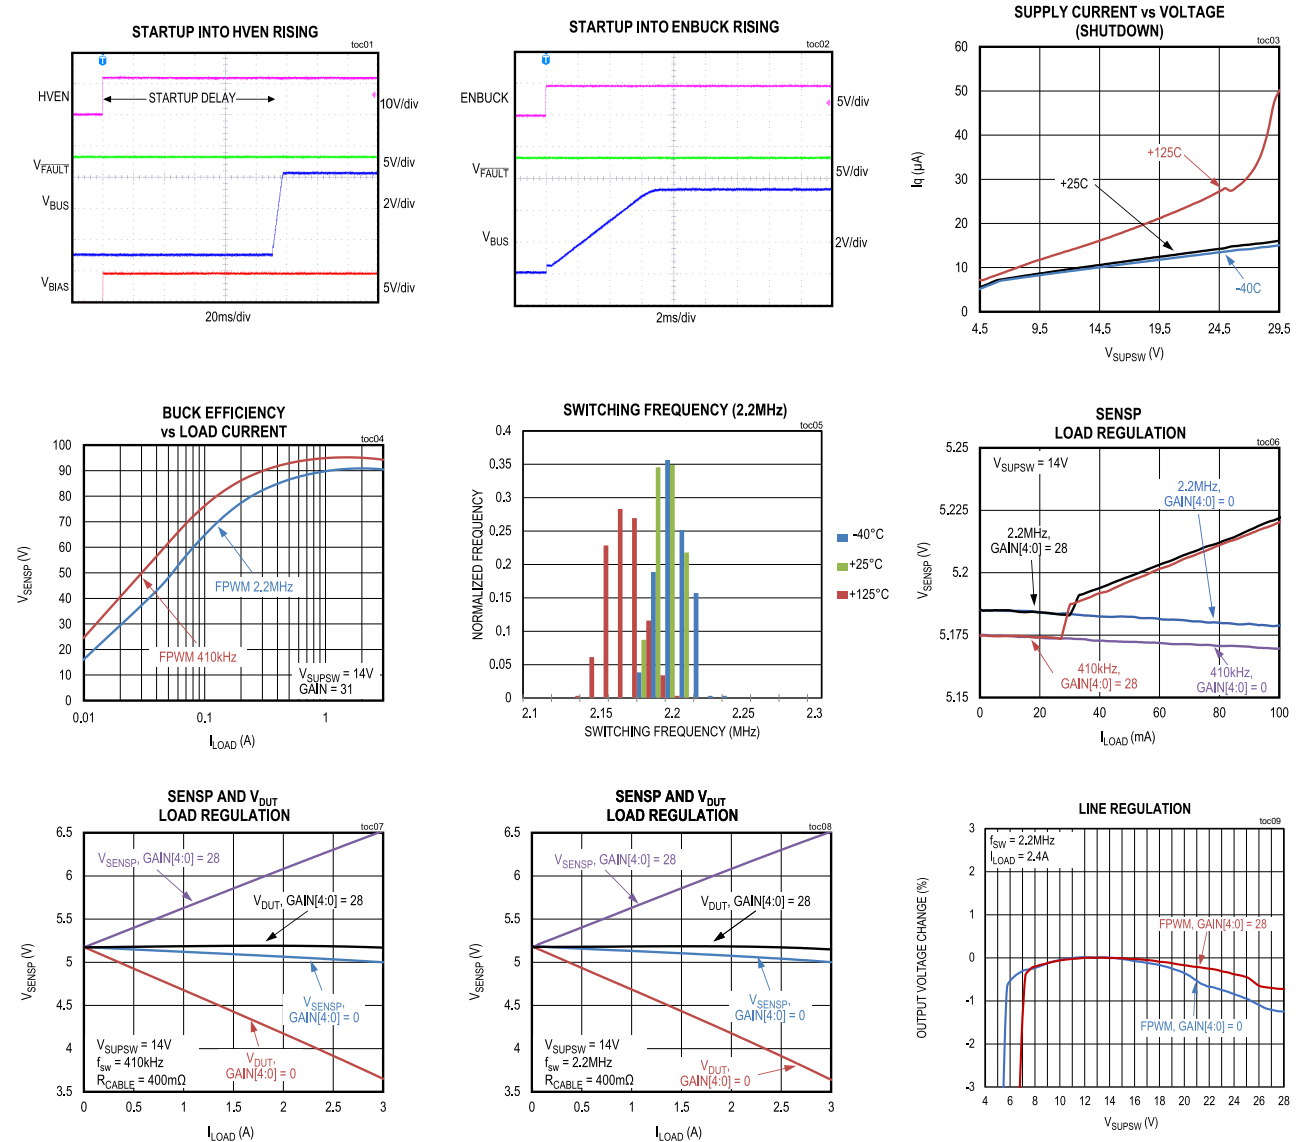 STARTUP INTO HVEN RISING
toc01
T
HVEN
STARTUP DELAY
10V/div
VFAULT
5V/div
VBUS
2V/div
VBIAS
5V/div
20ms/div
STARTUP INTO ENBUCK RISING
toc02
T
ENBUCK
5V/div
VFAULT
5V/div
VBUS
2V/div
2ms/div
SUPPLY CURRENT vs VOLTAGE
(SHUTDOWN)
toc03
60
50
40
30
20
10
0
Iq (µA)
+125C
+25C
-40C
4.5 9.5 14.5 19.5 24.5 29.5
VSUPSW (V)
BUCK EFFICIENCY
vs LOAD CURRENT
toc04
100
90
80
70
60
50
40
30
20
10
0
VSENSP (V)
FPWM 2.2MHz
FPWM 410kHz
VSUPSW = 14V
GAIN = 31
0.01 0.1 1
ILOAD (A)
SWITCHING FREQUENCY (2.2MHz)
toc05
0.4
0.35
0.3
0.25
0.2
0.15
0.1
0.05
0
NORMALIZED FREQUENCY
-40°C
+25°C
+125°C
2.1 2.15 2.2 2.25 2.3
SWITCHING FREQUENCY (MHz)
SENSP
LOAD REGULATION
toc06
5.25
5.225
5.2
5.175
5.15
VSENSP (V)
VSUPSW = 14V
2.2MHz,
GAIN[4:0] = 0
2.2MHz,
GAIN[4:0] = 28
410kHz,
GAIN[4:0] = 28
410kHz,
GAIN[4:0] = 0
0 20 40 60 80 100
ILOAD (mA)
SENSP AND VDUT
LOAD REGULATION
toc07
6.5
6
5.5
5
4.5
4
3.5
VSENSP (V)
VSENSP, GAIN[4:0] = 28
VDUT, GAIN[4:0] = 28
VSENSP,
GAIN[4:0] = 0
VDUT,
GAIN[4:0] = 0
VSUPSW = 14V
fsw = 410kHz
RCABLE = 400mΩ
0 0.5 1 1.5 2 2.5 3
ILOAD (A)
SENSP AND VDUT
LOAD REGULATION
toc08
6.5
6
5.5
5
4.5
4
3.5
VSENSP (V)
VSENSP, GAIN[4:0] = 28
VDUT, GAIN[4:0] = 28
VSENSP,
GAIN[4:0] = 0
VDUT,
GAIN[4:0] = 0
VSUPSW = 14V
fsw = 2.2MHz
RCABLE = 400mΩ
0 0.5 1 1.5 2 2.5 3
ILOAD (A)
LINE REGULATION
toc09
3
2
1
0
-1
-2
-3
OUTPUT VOLTAGE CHANGE (%)
fSW = 2.2MHz
ILOAD = 2.4A
FPWM, GAIN[4:0] = 28
FPWM, GAIN[4:0] = 0
4 6 8 10 12 14 16 18 20 22 24 26 28
VSUPSW (V)